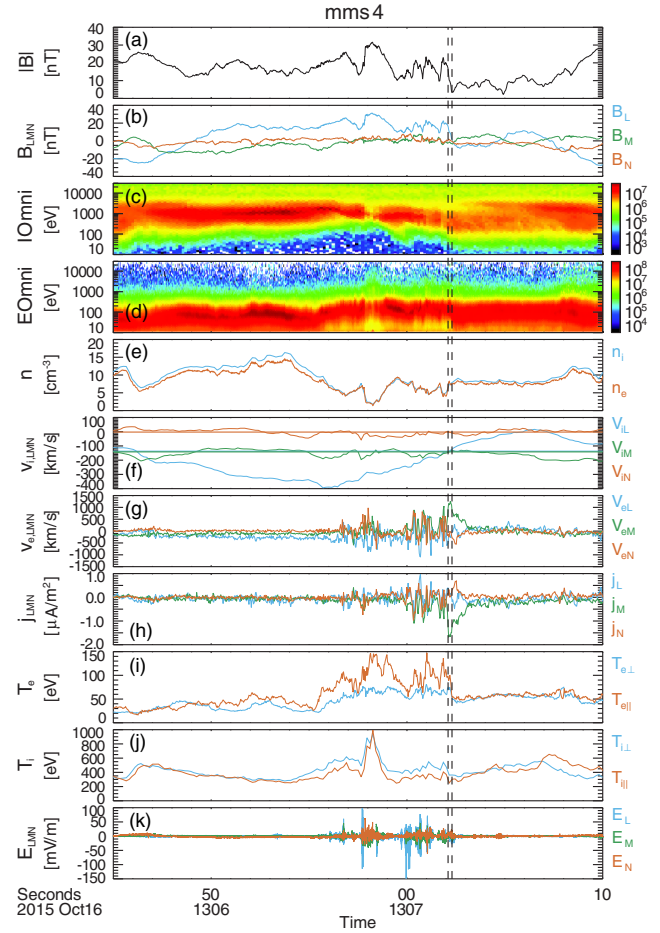 mms4
(a)
|B|
[nT]
40
30
20
10
0
(b)
B_LMN
[nT]
40
20
0
-20
-40
B_L
B_M
B_N
(c)
IOmni
[eV]
1000
100
10
10^7
10^6
10^5
10^4
10^3
(d)
EOmni
[eV]
10000
1000
100
10
10^8
10^7
10^6
10^5
10^4
(e)
n
[cm^-3]
20
15
10
5
0
n_i
n_e
(f)
v_i,LMN
[km/s]
100
0
-100
-200
-300
-400
V_iL
V_iM
V_iN
(g)
v_e,LMN
[km/s]
1500
1000
500
0
-500
-1000
-1500
V_eL
V_eM
V_eN
(h)
j_LMN
[μA/m^2]
1.0
0.0
-1.0
-2.0
j_L
j_M
j_N
(i)
T_e
[eV]
150
100
50
0
T_e⊥
T_e||
(j)
T_i
[eV]
1000
800
600
400
200
0
T_i⊥
T_i||
(k)
E_LMN
[mV/m]
100
50
0
-50
-100
-150
E_L
E_M
E_N
Seconds 50 00 10
2015 Oct16 1306 1307
Time